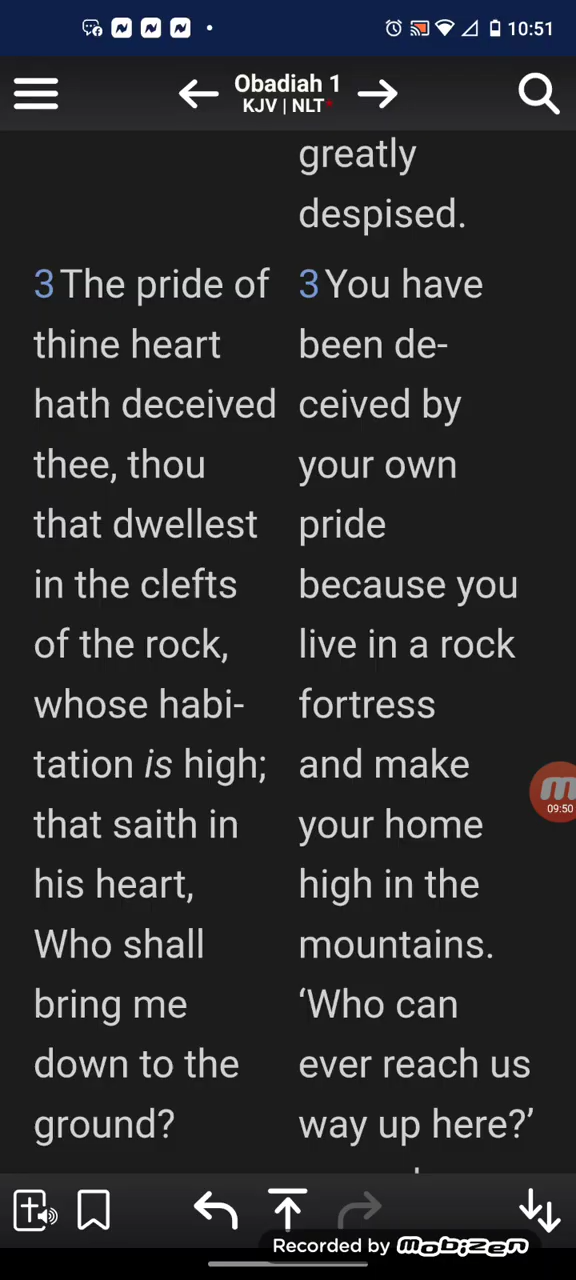 10:51
Obadiah 1
KJV | NLT*
greatly
despised.
3 The pride of
thine heart
hath deceived
thee, thou
that dwellest
in the clefts
of the rock,
whose habi-
tation is high;
that saith in
his heart,
Who shall
bring me
down to the
ground?
3 You have
been de-
ceived by
your own
pride
because you
live in a rock
fortress
and make
your home
high in the
mountains.
‘Who can
ever reach us
way up here?’
09:50
Recorded by mobizen